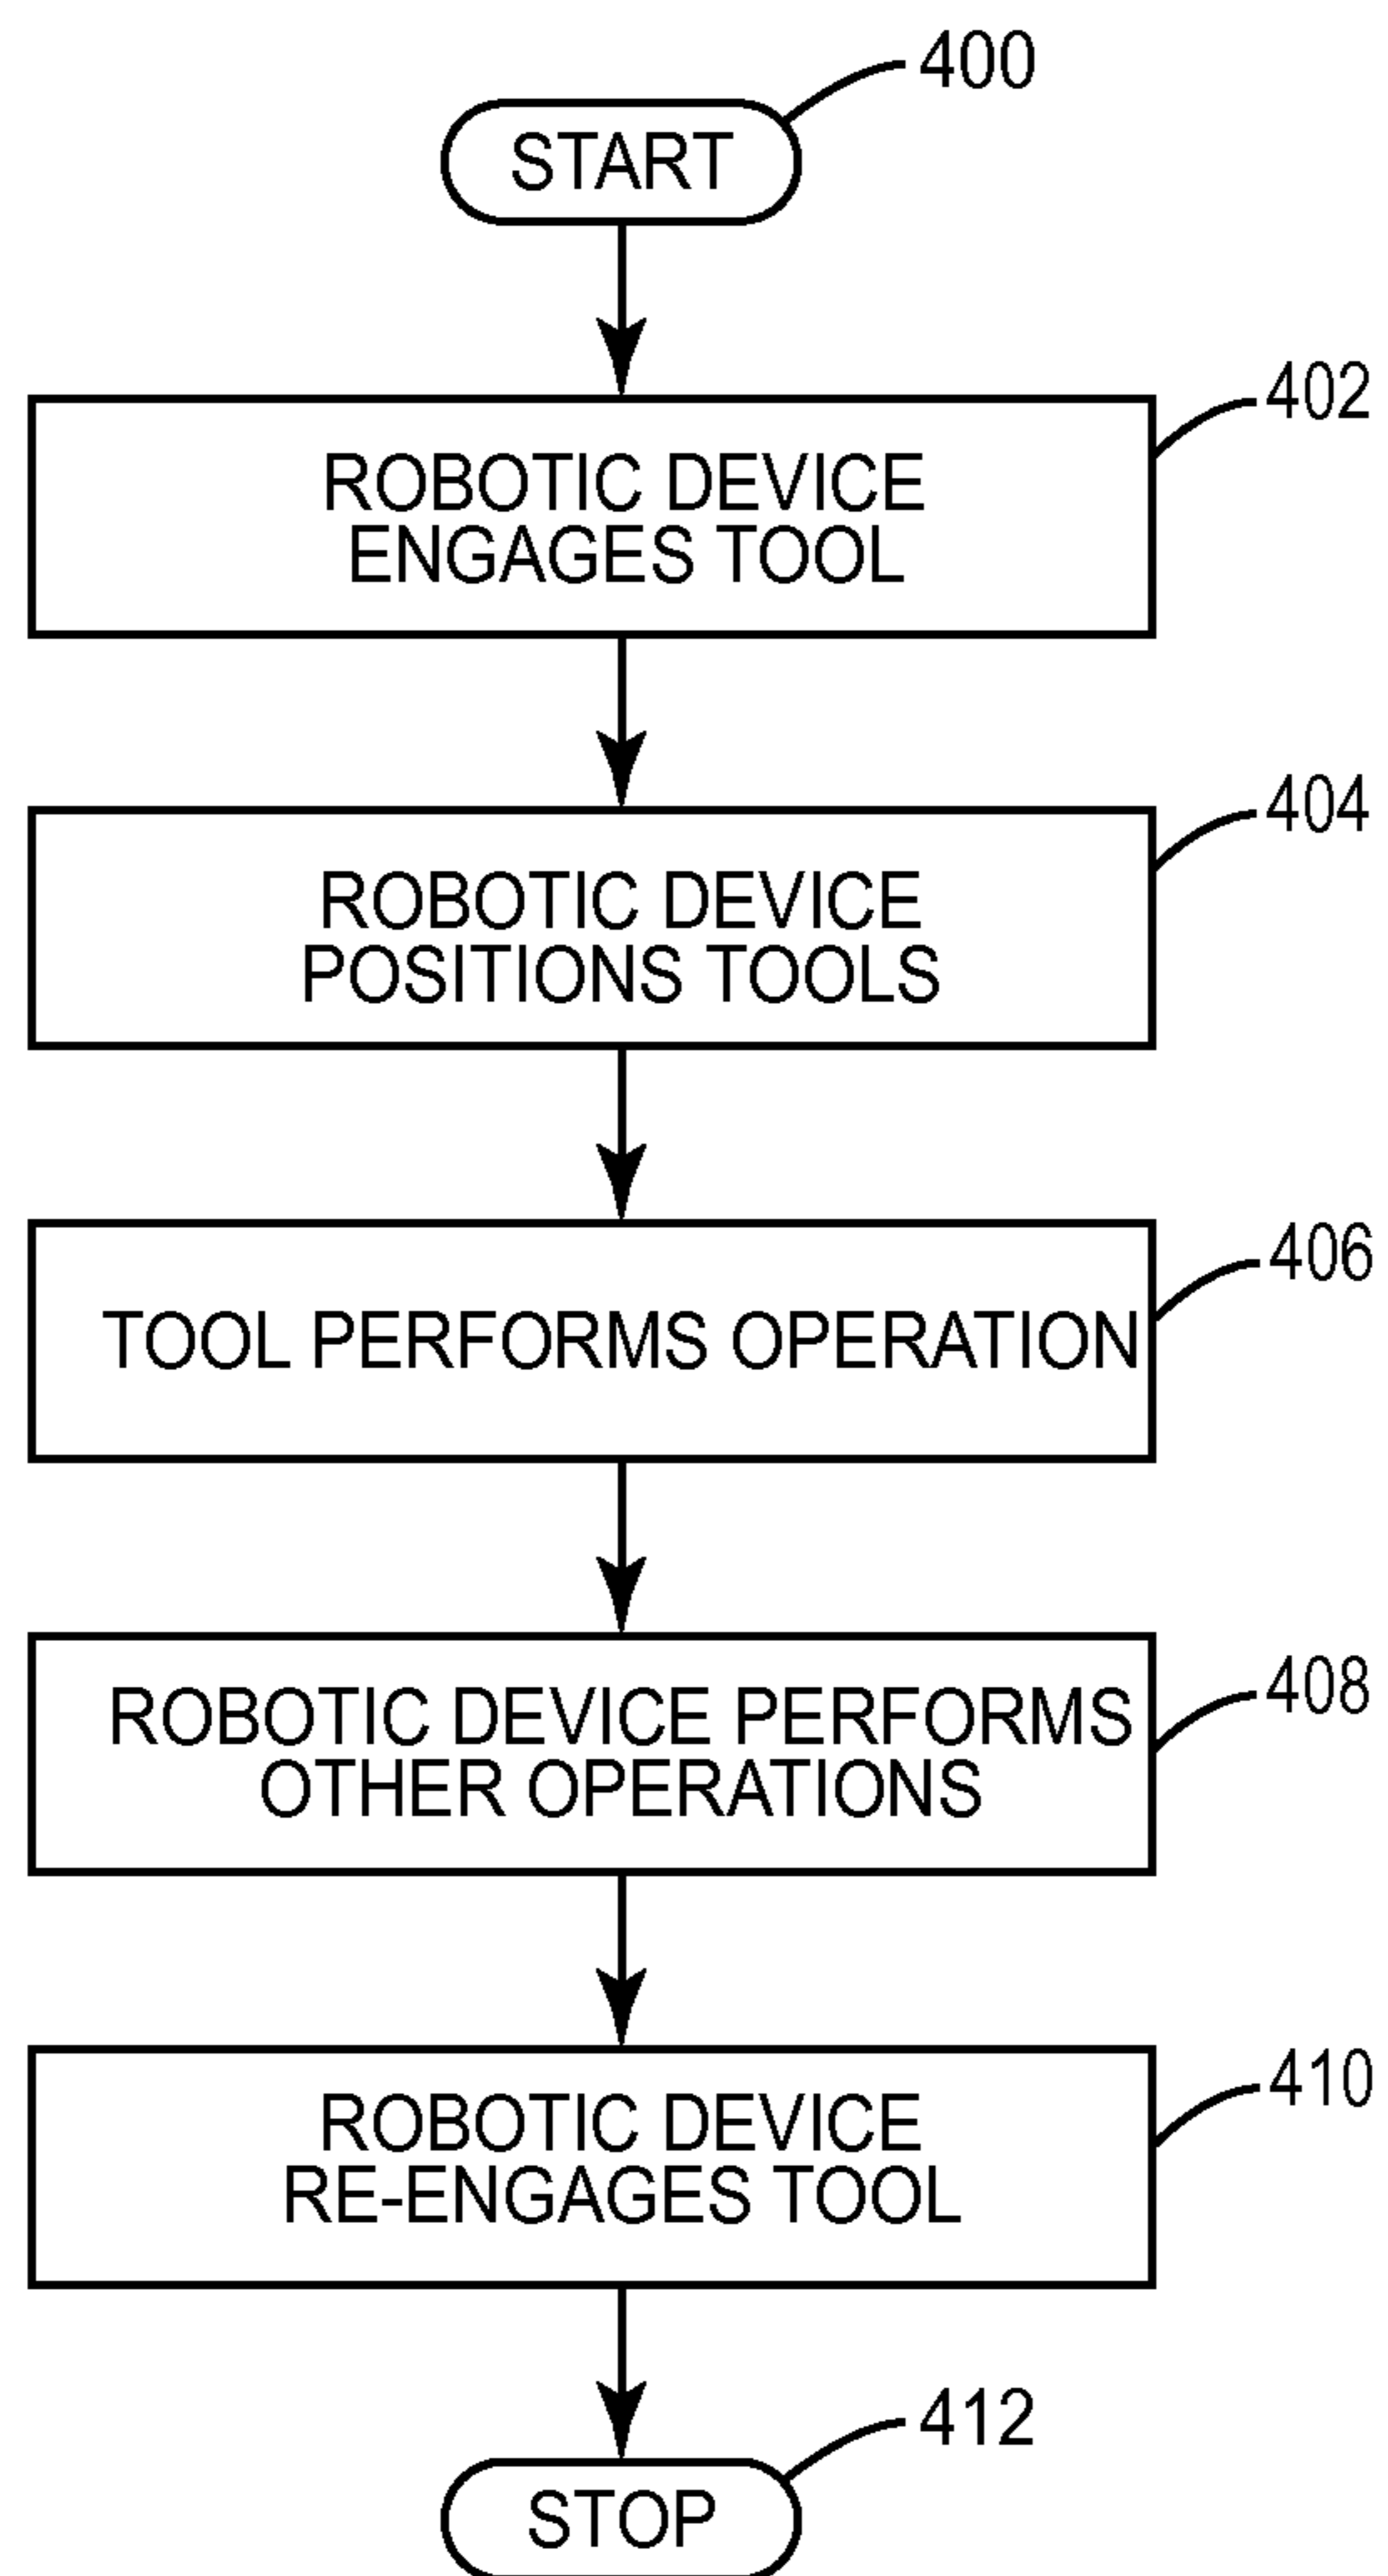 400
START
402
ROBOTIC DEVICE
ENGAGES TOOL
404
ROBOTIC DEVICE
POSITIONS TOOLS
406
TOOL PERFORMS OPERATION
408
ROBOTIC DEVICE PERFORMS
OTHER OPERATIONS
410
ROBOTIC DEVICE
RE-ENGAGES TOOL
412
STOP